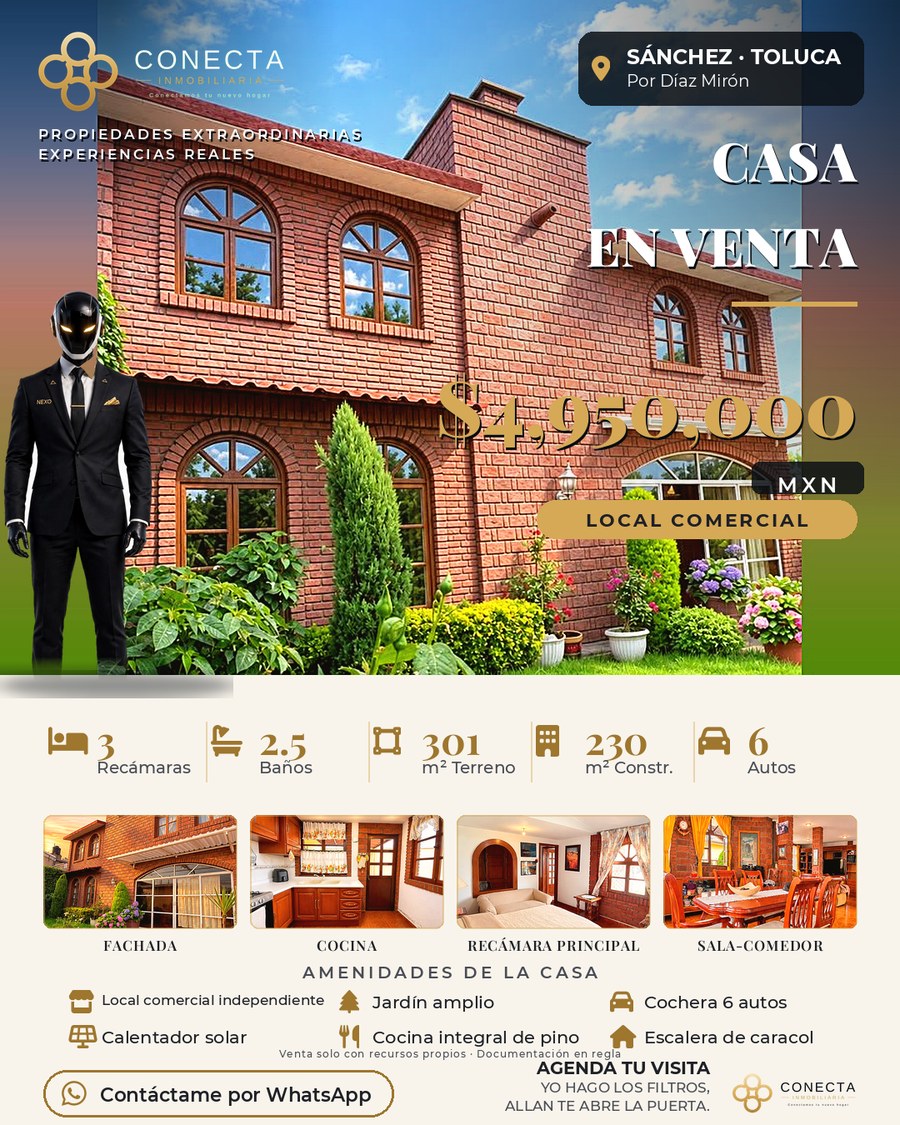 CONECTA
INMOBILIARIA
Conectamos tu nuevo hogar
PROPIEDADES EXTRAORDINARIAS
EXPERIENCIAS REALES
SÁNCHEZ · TOLUCA
Por Díaz Mirón
CASA
EN VENTA
$4,950,000
MXN
LOCAL COMERCIAL
NEXO
3
Recámaras
2.5
Baños
301
m² Terreno
230
m² Constr.
6
Autos
FACHADA
COCINA
RECÁMARA PRINCIPAL
SALA-COMEDOR
AMENIDADES DE LA CASA
Local comercial independiente
Jardín amplio
Cochera 6 autos
Calentador solar
Cocina integral de pino
Escalera de caracol
Venta solo con recursos propios · Documentación en regla
Contáctame por WhatsApp
AGENDA TU VISITA
YO HAGO LOS FILTROS,
ALLAN TE ABRE LA PUERTA.
CONECTA
INMOBILIARIA
Conectamos tu nuevo hogar